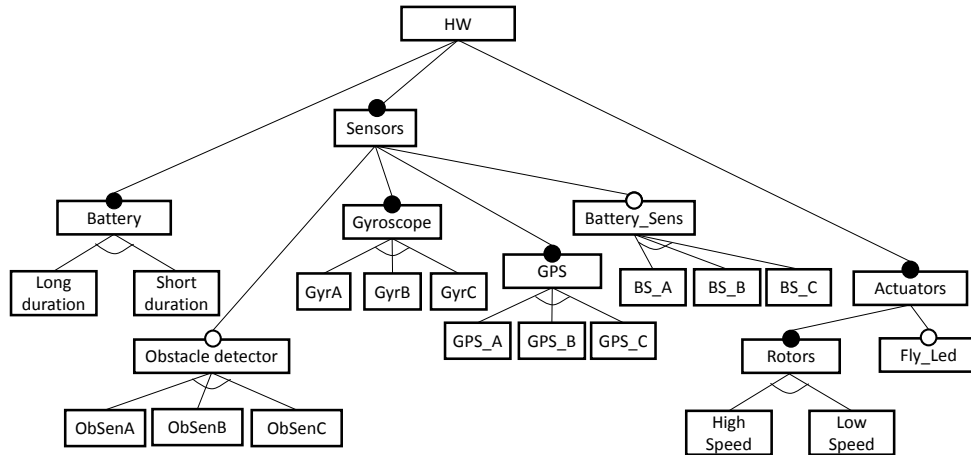 HW
Sensors
Battery
Gyroscope
Battery_Sens
GPS
Actuators
Long
duration
Short
duration
GyrA
GyrB
GyrC
BS_A
BS_B
BS_C
GPS_A
GPS_B
GPS_C
Obstacle detector
Rotors
Fly_Led
ObSenA
ObSenB
ObSenC
High
Speed
Low
Speed